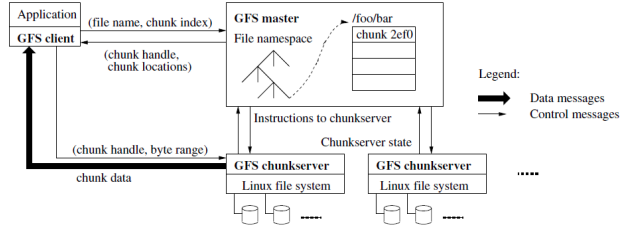 Application
GFS client
(file name, chunk index)
(chunk handle,
chunk locations)
GFS master
File namespace
/foo/bar
chunk 2ef0
Legend:
Data messages
Control messages
Instructions to chunkserver
Chunkserver state
(chunk handle, byte range)
chunk data
GFS chunkserver
Linux file system
GFS chunkserver
Linux file system